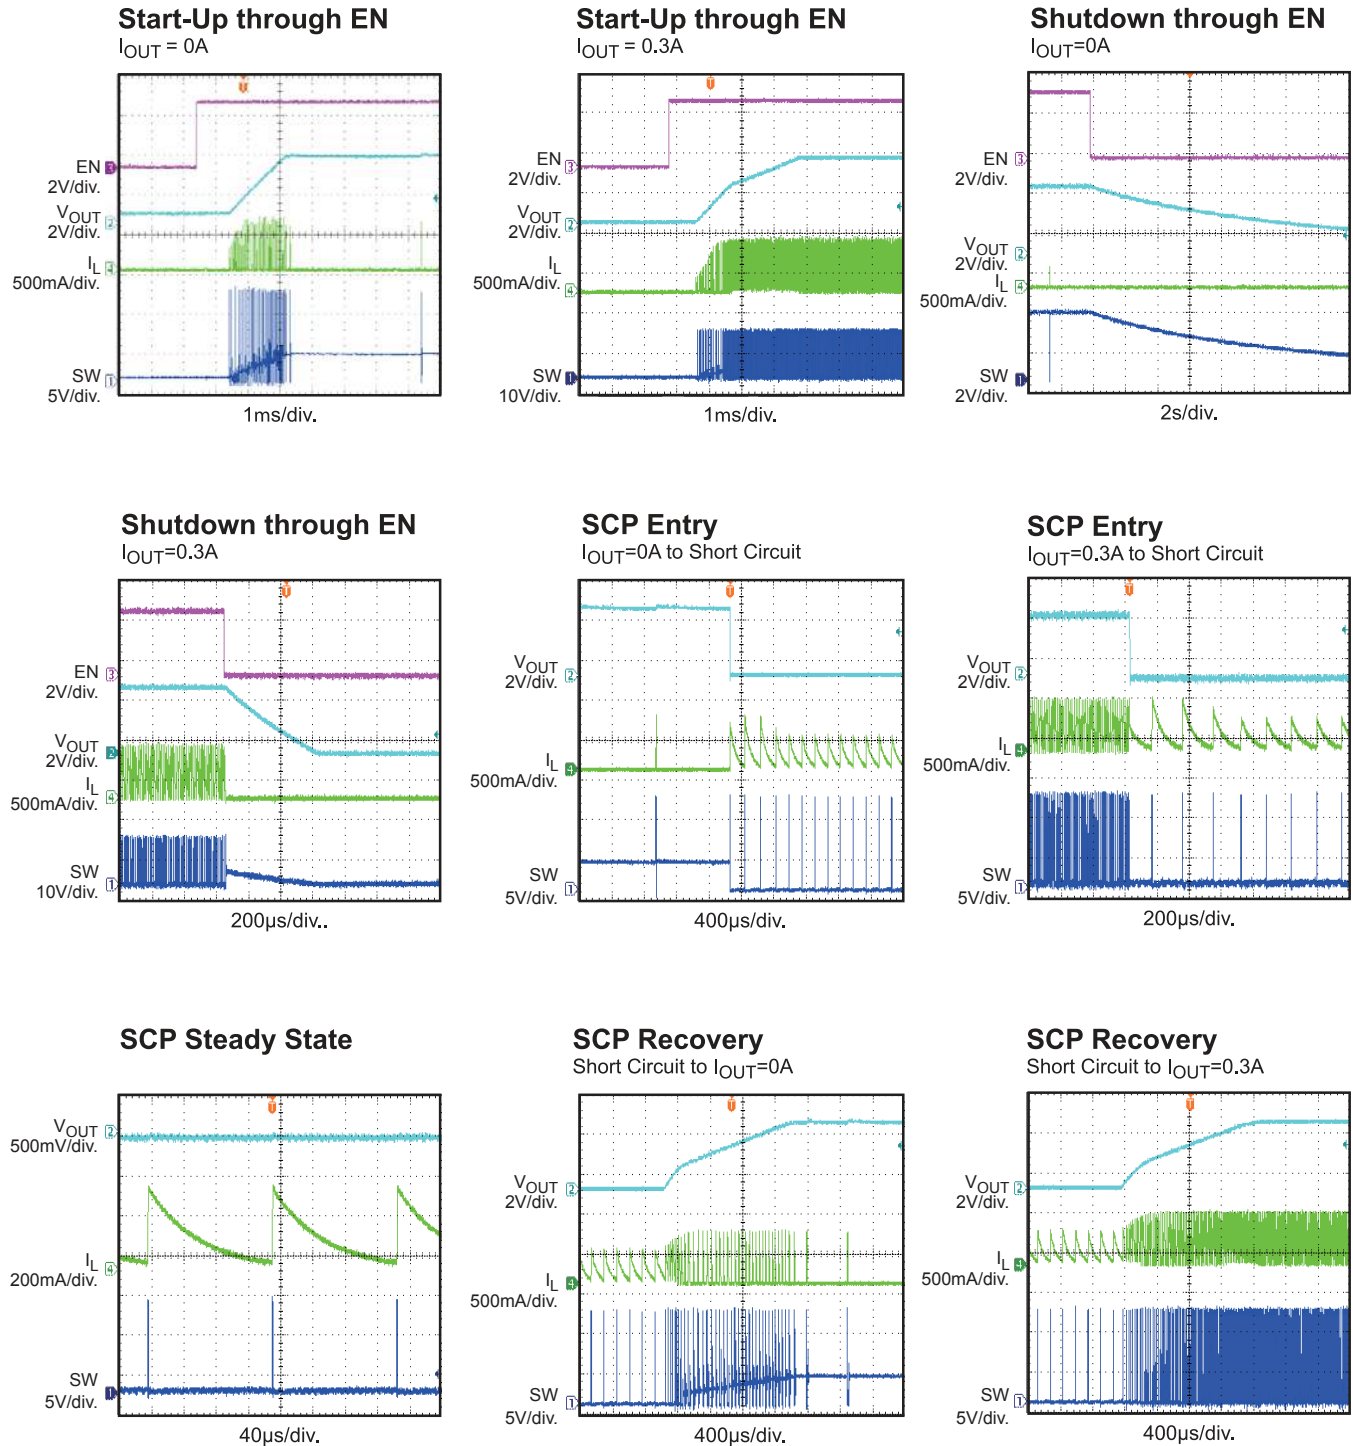 Start-Up through EN
IOUT = 0A
EN
2V/div.
VOUT
2V/div.
IL
500mA/div.
SW
5V/div.
1ms/div.
Start-Up through EN
IOUT = 0.3A
EN
2V/div.
VOUT
2V/div.
IL
500mA/div.
SW
10V/div.
1ms/div.
Shutdown through EN
IOUT=0A
EN
2V/div.
VOUT
2V/div.
IL
500mA/div.
SW
2V/div.
2s/div.
Shutdown through EN
IOUT=0.3A
EN
2V/div.
VOUT
2V/div.
IL
500mA/div.
SW
10V/div.
200µs/div..
SCP Entry
IOUT=0A to Short Circuit
VOUT
2V/div.
IL
500mA/div.
SW
5V/div.
400µs/div.
SCP Entry
IOUT=0.3A to Short Circuit
VOUT
2V/div.
IL
500mA/div.
SW
5V/div.
200µs/div.
SCP Steady State
VOUT
500mV/div.
IL
200mA/div.
SW
5V/div.
40µs/div.
SCP Recovery
Short Circuit to IOUT=0A
VOUT
2V/div.
IL
500mA/div.
SW
5V/div.
400µs/div.
SCP Recovery
Short Circuit to IOUT=0.3A
VOUT
2V/div.
IL
500mA/div.
SW
5V/div.
400µs/div.